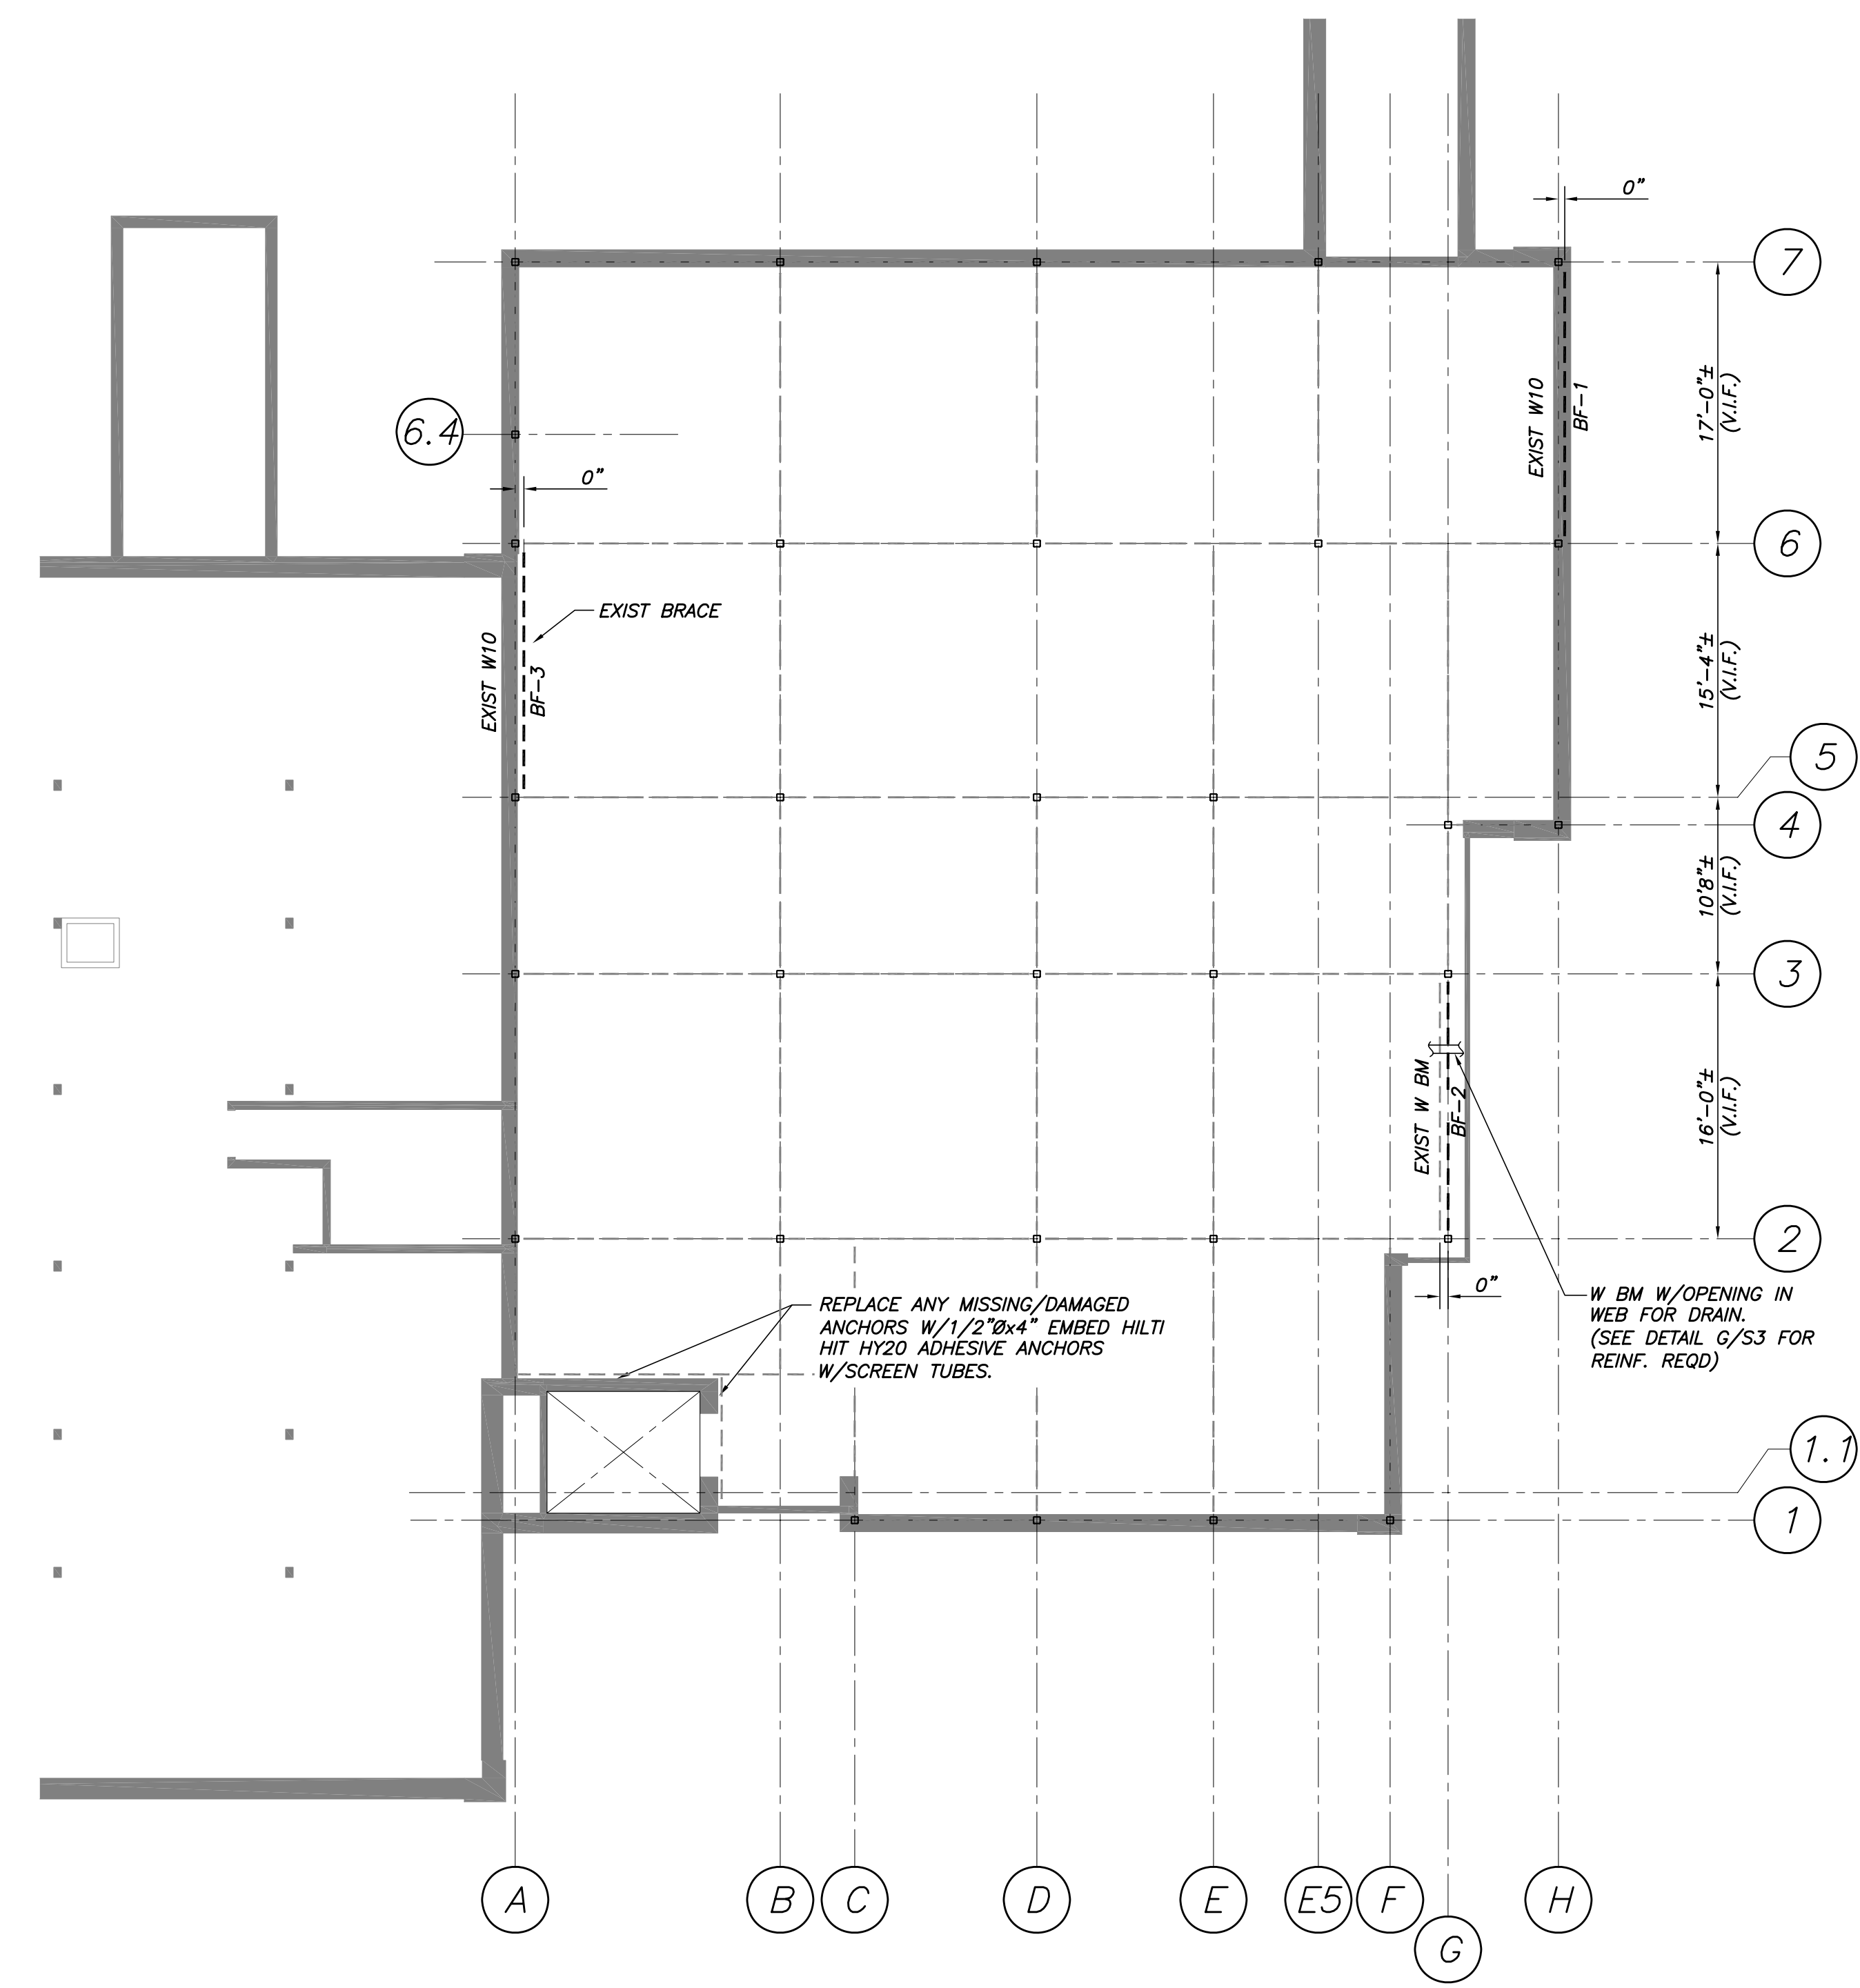 0"
7
17'-0"±
(V.I.F.)
EXIST W10
BF-1
6.4
0"
6
EXIST BRACE
EXIST W10
BF-3
15'-4"±
(V.I.F.)
5
4
10'8"±
(V.I.F.)
3
EXIST W BM
BF-2
16'-0"±
(V.I.F.)
2
0"
W BM W/OPENING IN
WEB FOR DRAIN.
(SEE DETAIL G/S3 FOR
REINF. REQD)
REPLACE ANY MISSING/DAMAGED
ANCHORS W/1/2"Øx4" EMBED HILTI
HIT HY20 ADHESIVE ANCHORS
W/SCREEN TUBES.
1.1
1
A
B
C
D
E
E5
F
G
H